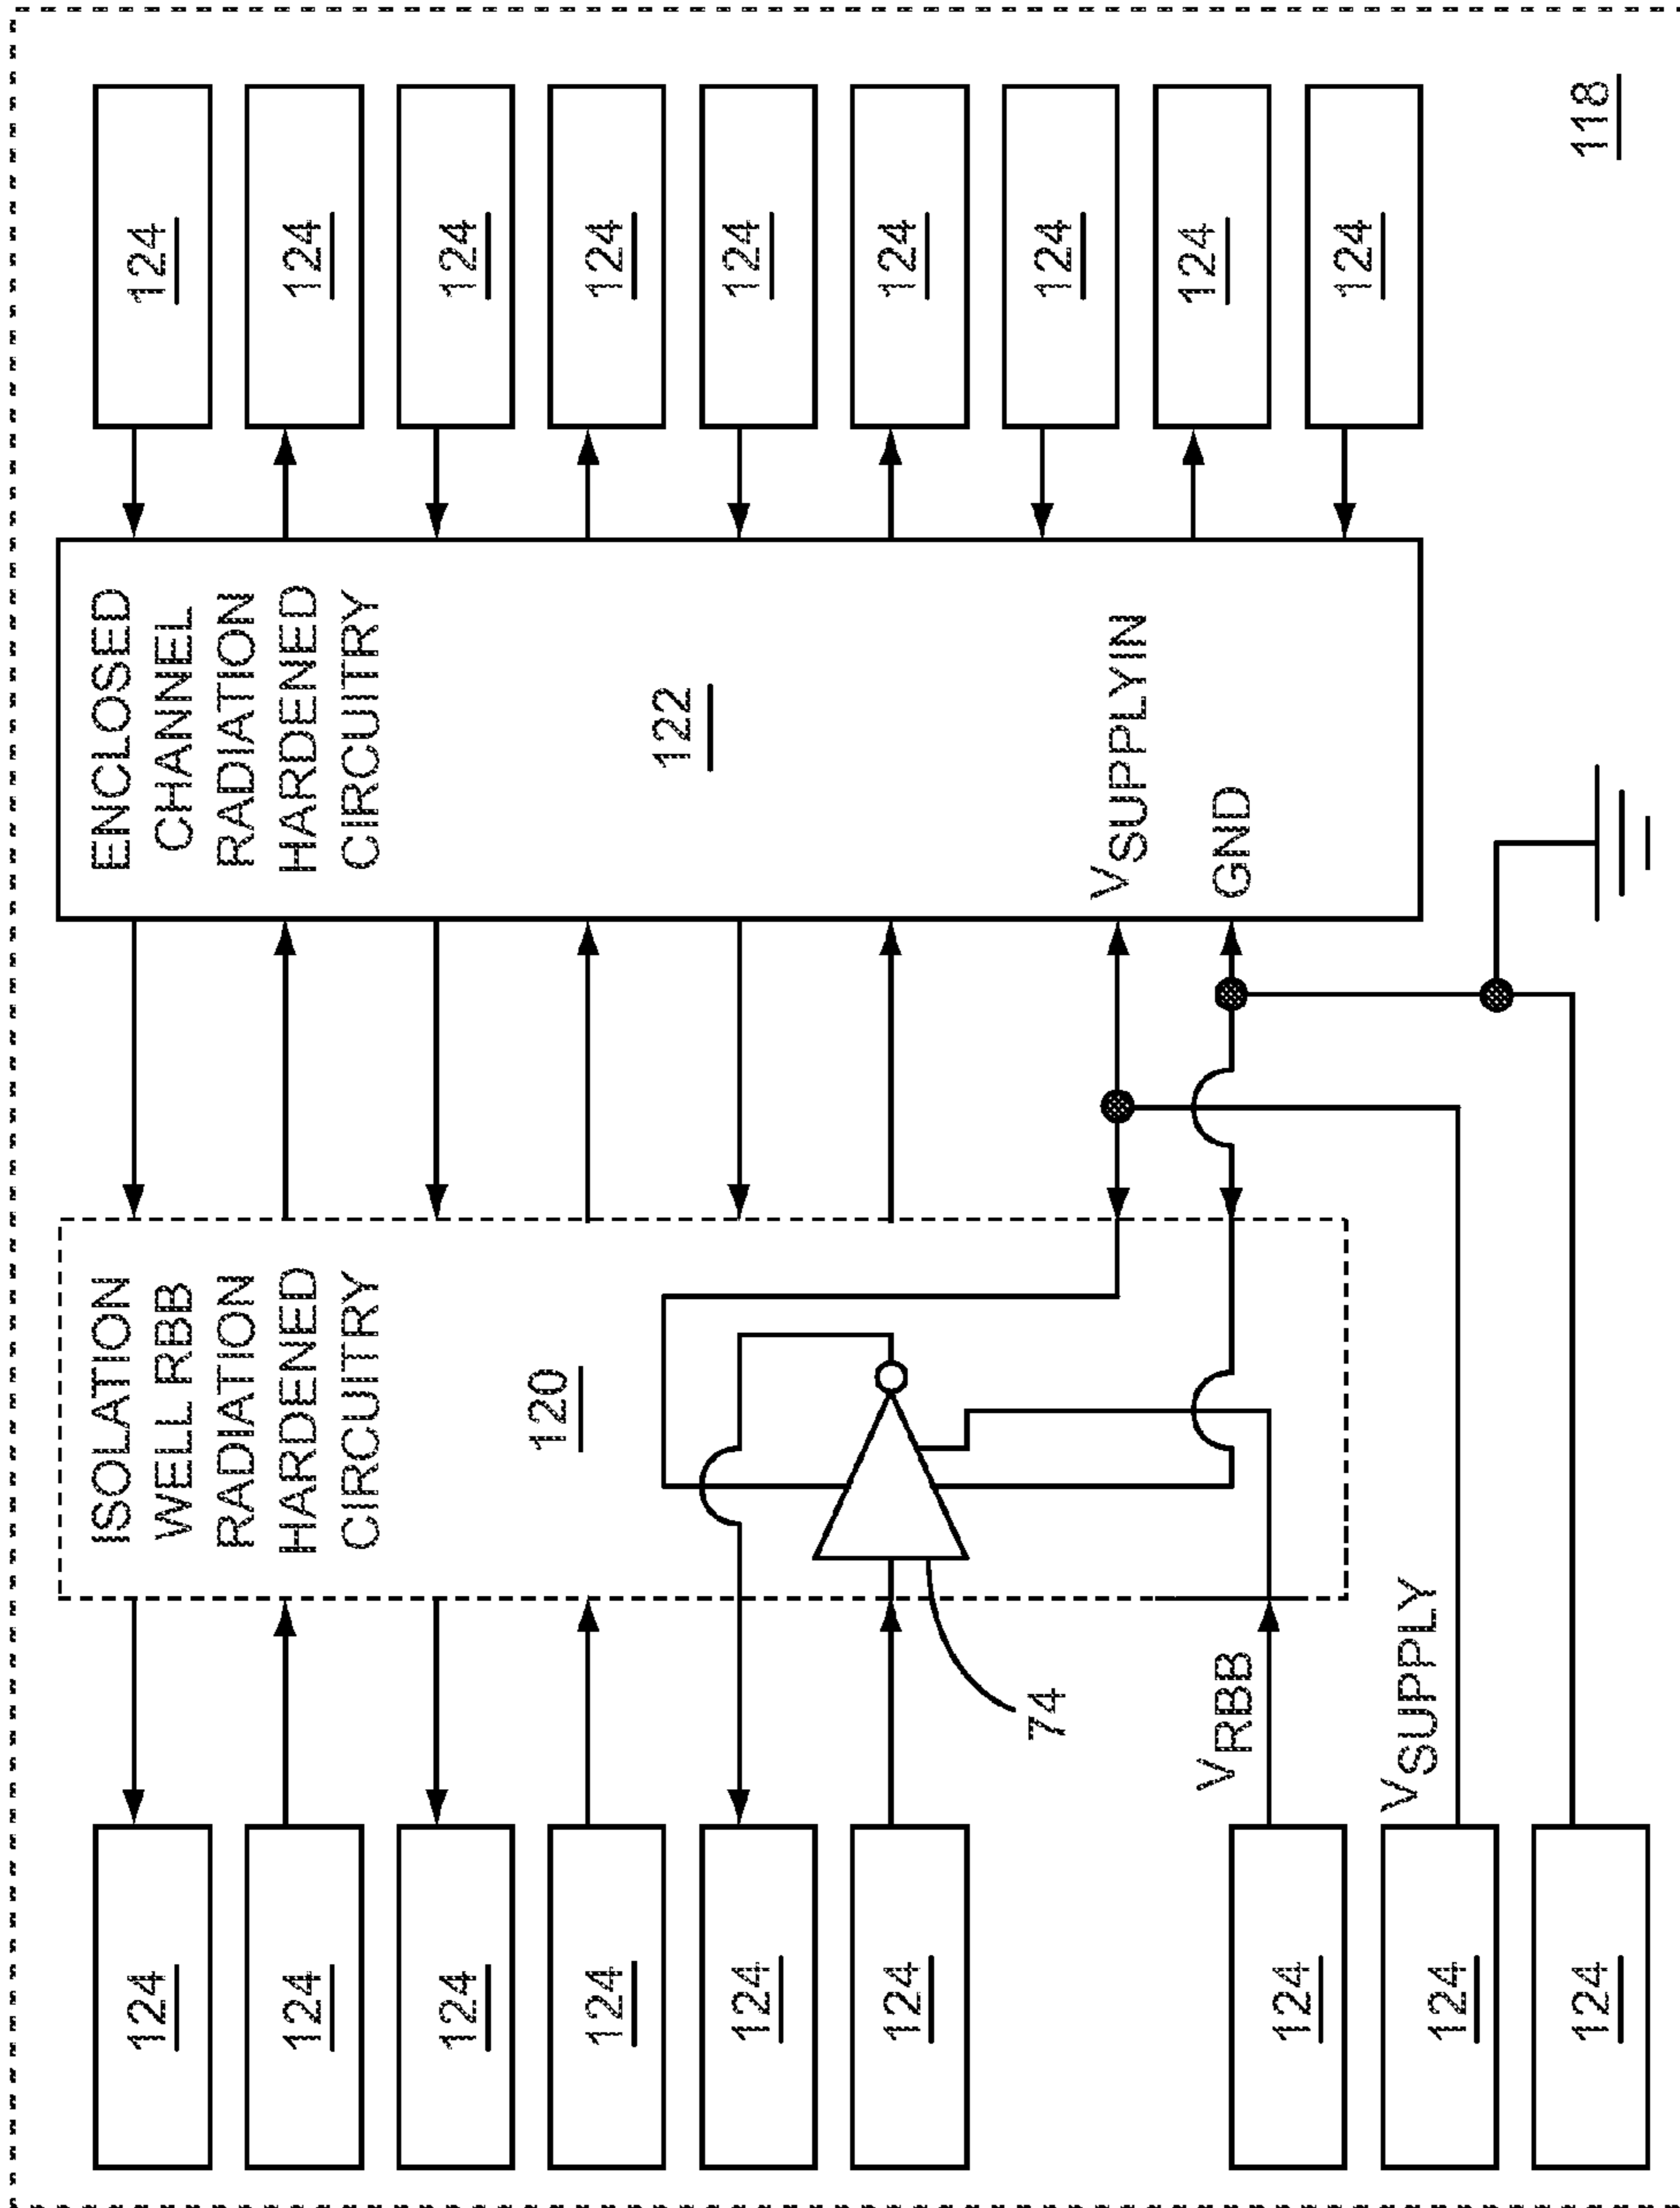 124
124
124
124
124
124
124
124
124
VRBB
VSUPPLY
74
ISOLATION
WELL RBB
RADIATION
HARDENED
CIRCUITRY
120
ENCLOSED
CHANNEL
RADIATION
HARDENED
CIRCUITRY
122
VSUPPLYIN
GND
124
124
124
124
124
124
124
124
124
118